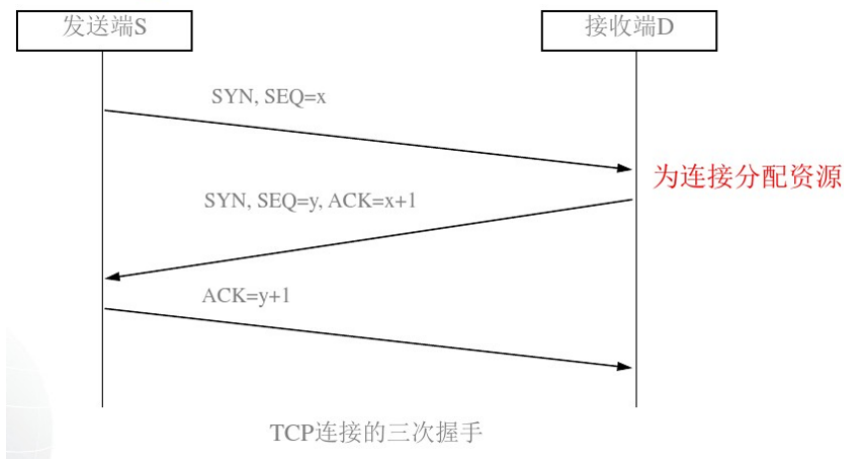 发送端S
接收端D
SYN, SEQ=x
为连接分配资源
SYN, SEQ=y, ACK=x+1
ACK=y+1
TCP连接的三次握手